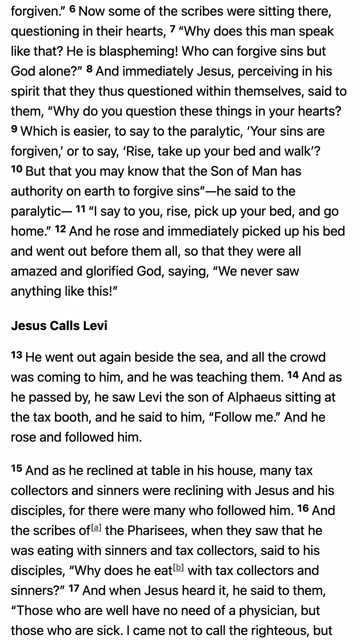 forgiven.” 6 Now some of the scribes were sitting there,
questioning in their hearts, 7 “Why does this man speak
like that? He is blaspheming! Who can forgive sins but
God alone?” 8 And immediately Jesus, perceiving in his
spirit that they thus questioned within themselves, said to
them, “Why do you question these things in your hearts?
9 Which is easier, to say to the paralytic, ‘Your sins are
forgiven,’ or to say, ‘Rise, take up your bed and walk’?
10 But that you may know that the Son of Man has
authority on earth to forgive sins”—he said to the
paralytic— 11 “I say to you, rise, pick up your bed, and go
home.” 12 And he rose and immediately picked up his bed
and went out before them all, so that they were all
amazed and glorified God, saying, “We never saw
anything like this!”
Jesus Calls Levi
13 He went out again beside the sea, and all the crowd
was coming to him, and he was teaching them. 14 And as
he passed by, he saw Levi the son of Alphaeus sitting at
the tax booth, and he said to him, “Follow me.” And he
rose and followed him.
15 And as he reclined at table in his house, many tax
collectors and sinners were reclining with Jesus and his
disciples, for there were many who followed him. 16 And
the scribes of[a] the Pharisees, when they saw that he
was eating with sinners and tax collectors, said to his
disciples, “Why does he eat[b] with tax collectors and
sinners?” 17 And when Jesus heard it, he said to them,
“Those who are well have no need of a physician, but
those who are sick. I came not to call the righteous, but